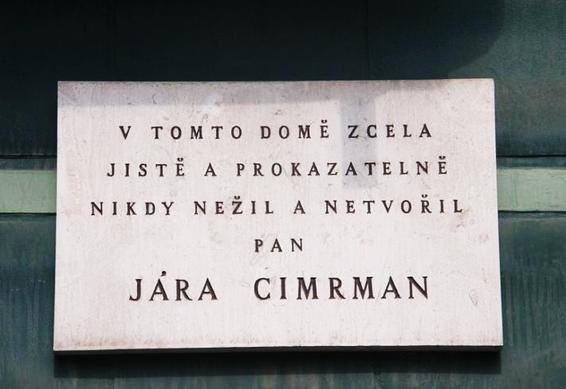 V TOMTO DOMĚ ZCELA
JISTĚ A PROKAZATELNĚ
NIKDY NEŽIL A NETVOŘIL
PAN
JÁRA CIMRMAN